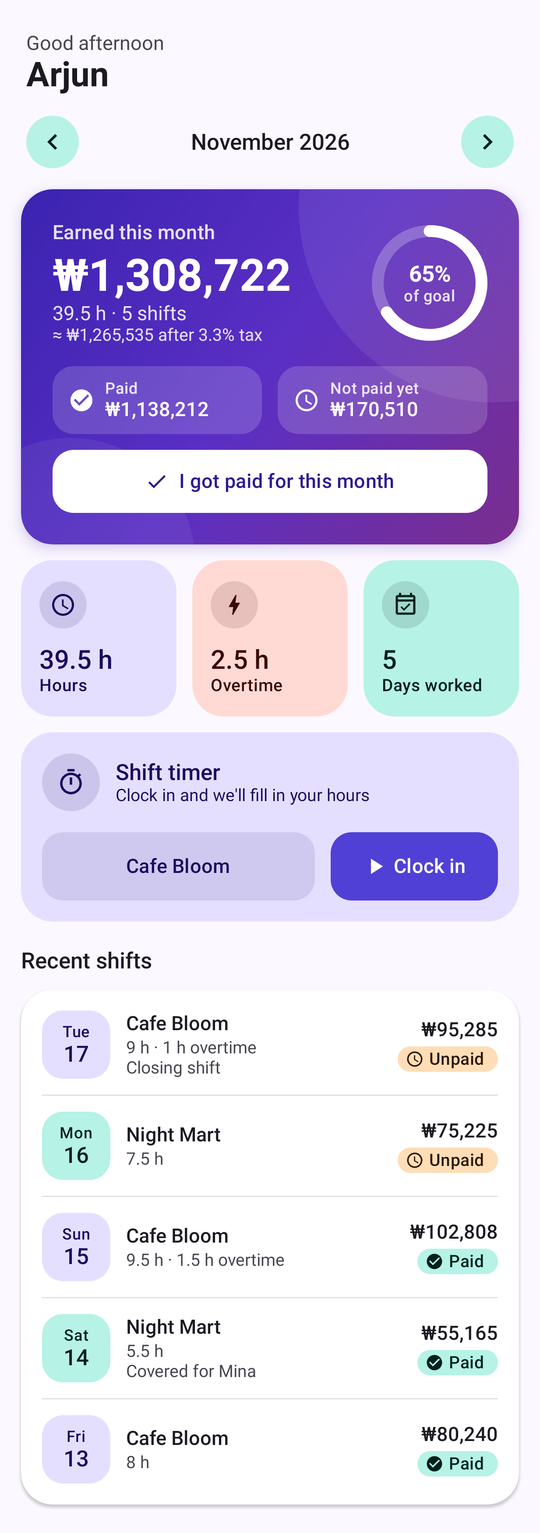 Good afternoon
Arjun
November 2026
Earned this month
₩1,308,722
39.5 h · 5 shifts
≈ ₩1,265,535 after 3.3% tax
65%
of goal
Paid
₩1,138,212
Not paid yet
₩170,510
I got paid for this month
39.5 h
Hours
2.5 h
Overtime
5
Days worked
Shift timer
Clock in and we'll fill in your hours
Cafe Bloom
Clock in
Recent shifts
Tue
17
Cafe Bloom
9 h · 1 h overtime
Closing shift
₩95,285
Unpaid
Mon
16
Night Mart
7.5 h
₩75,225
Unpaid
Sun
15
Cafe Bloom
9.5 h · 1.5 h overtime
₩102,808
Paid
Sat
14
Night Mart
5.5 h
Covered for Mina
₩55,165
Paid
Fri
13
Cafe Bloom
8 h
₩80,240
Paid